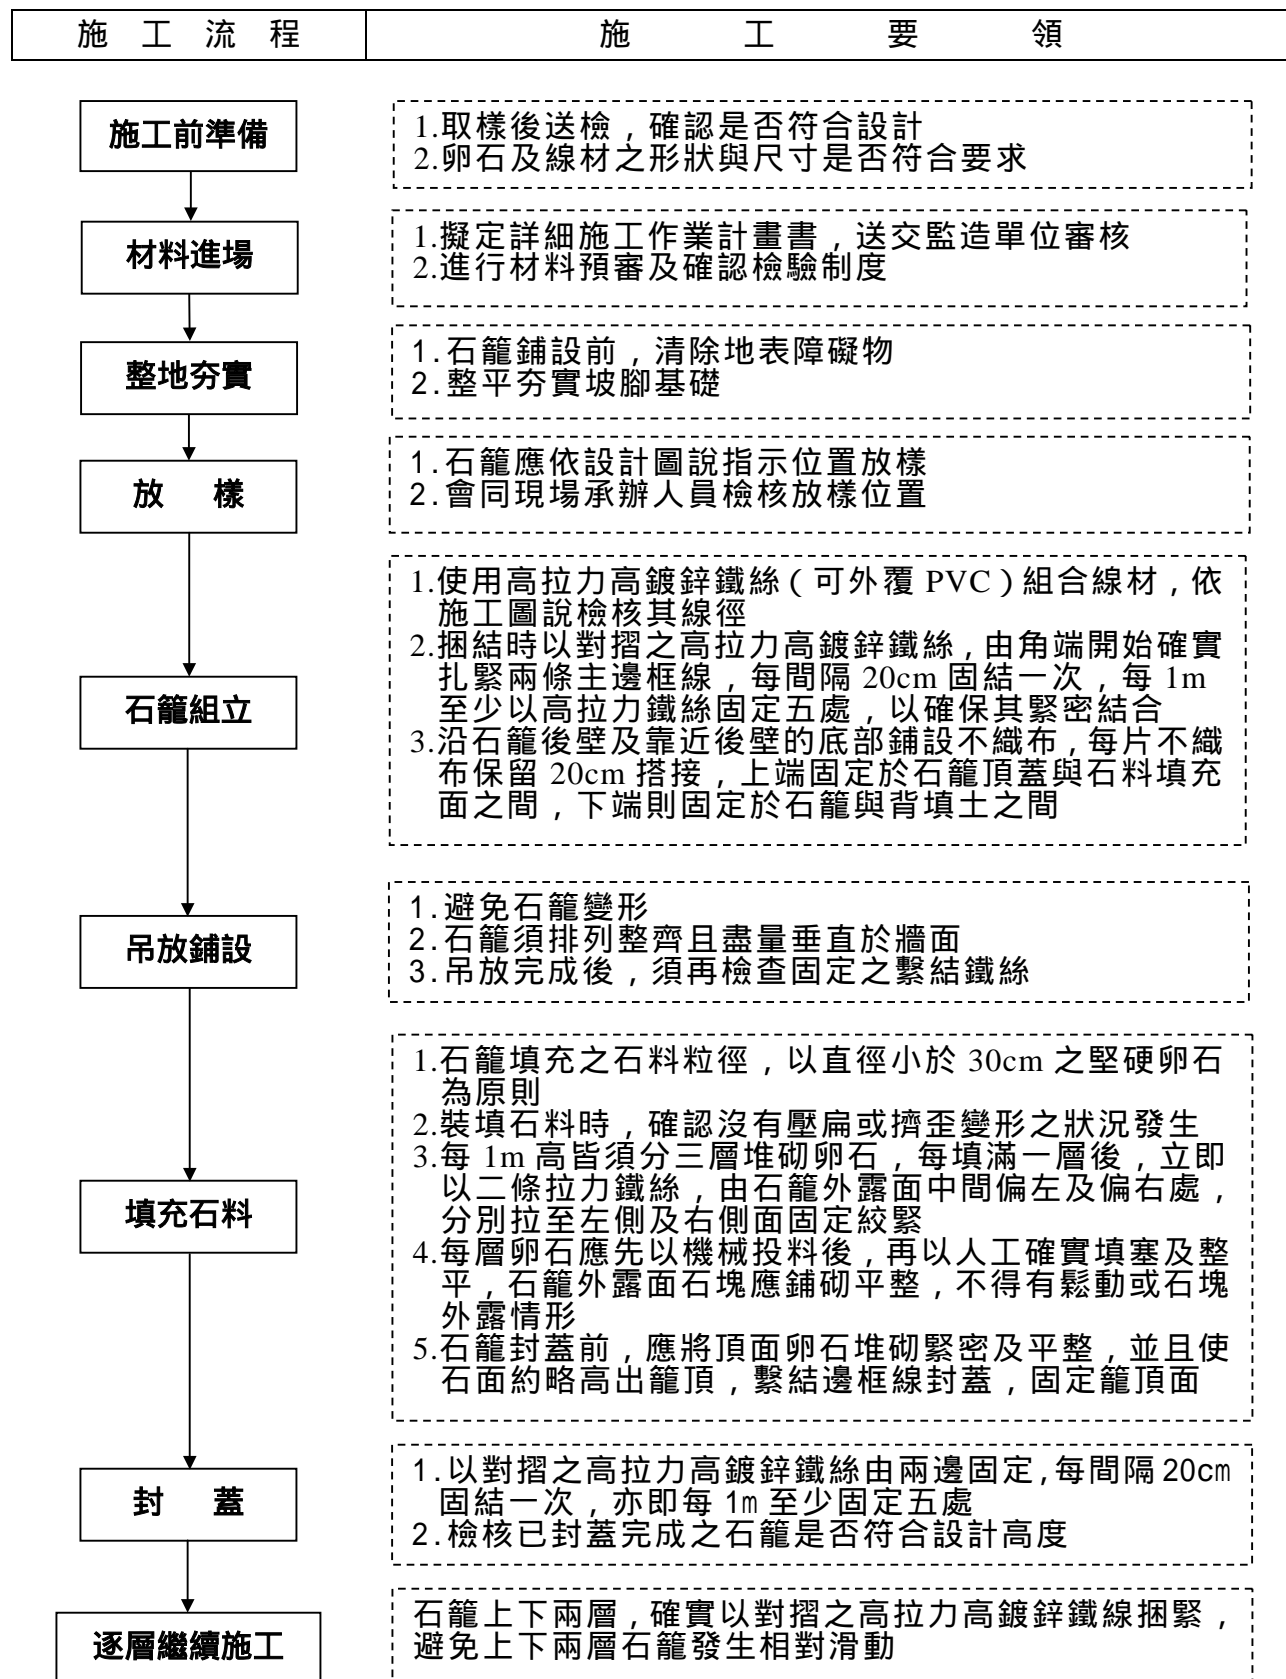 施工流程 施工要領
施工前準備
1.取樣後送檢，確認是否符合設計
2.卵石及線材之形狀與尺寸是否符合要求
材料進場
1.擬定詳細施工作業計畫書，送交監造單位審核
2.進行材料預審及確認檢驗制度
整地夯實
1.石籠鋪設前，清除地表障礙物
2.整平夯實坡腳基礎
放樣
1.石籠應依設計圖說指示位置放樣
2.會同現場承辦人員檢核放樣位置
石籠組立
1.使用高拉力高鍍鋅鐵絲（可外覆 PVC）組合線材，依
施工圖說檢核其線徑
2.捆結時以對摺之高拉力高鍍鋅鐵絲，由角端開始確實
扎緊兩條主邊框線，每間隔 20cm 固結一次，每 1m
至少以高拉力鐵絲固定五處，以確保其緊密結合
3.沿石籠後壁及靠近後壁的底部鋪設不織布，每片不織
布保留 20cm 搭接，上端固定於石籠頂蓋與石料填充
面之間，下端則固定於石籠與背填土之間
吊放鋪設
1.避免石籠變形
2.石籠須排列整齊且盡量垂直於牆面
3.吊放完成後，須再檢查固定之繫結鐵絲
填充石料
1.石籠填充之石料粒徑，以直徑小於 30cm 之堅硬卵石
為原則
2.裝填石料時，確認沒有壓扁或擠歪變形之狀況發生
3.每 1m 高皆須分三層堆砌卵石，每填滿一層後，立即
以二條拉力鐵絲，由石籠外露面中間偏左及偏右處，
分別拉至左側及右側面固定絞緊
4.每層卵石應先以機械投料後，再以人工確實填塞及整
平，石籠外露面石塊應鋪砌平整，不得有鬆動或石塊
外露情形
5.石籠封蓋前，應將頂面卵石堆砌緊密及平整，並且使
石面約略高出籠頂，繫結邊框線封蓋，固定籠頂面
封蓋
1.以對摺之高拉力高鍍鋅鐵絲由兩邊固定，每間隔 20cm
固結一次，亦即每 1m 至少固定五處
2.檢核已封蓋完成之石籠是否符合設計高度
逐層繼續施工
石籠上下兩層，確實以對摺之高拉力高鍍鋅鐵線捆緊，
避免上下兩層石籠發生相對滑動